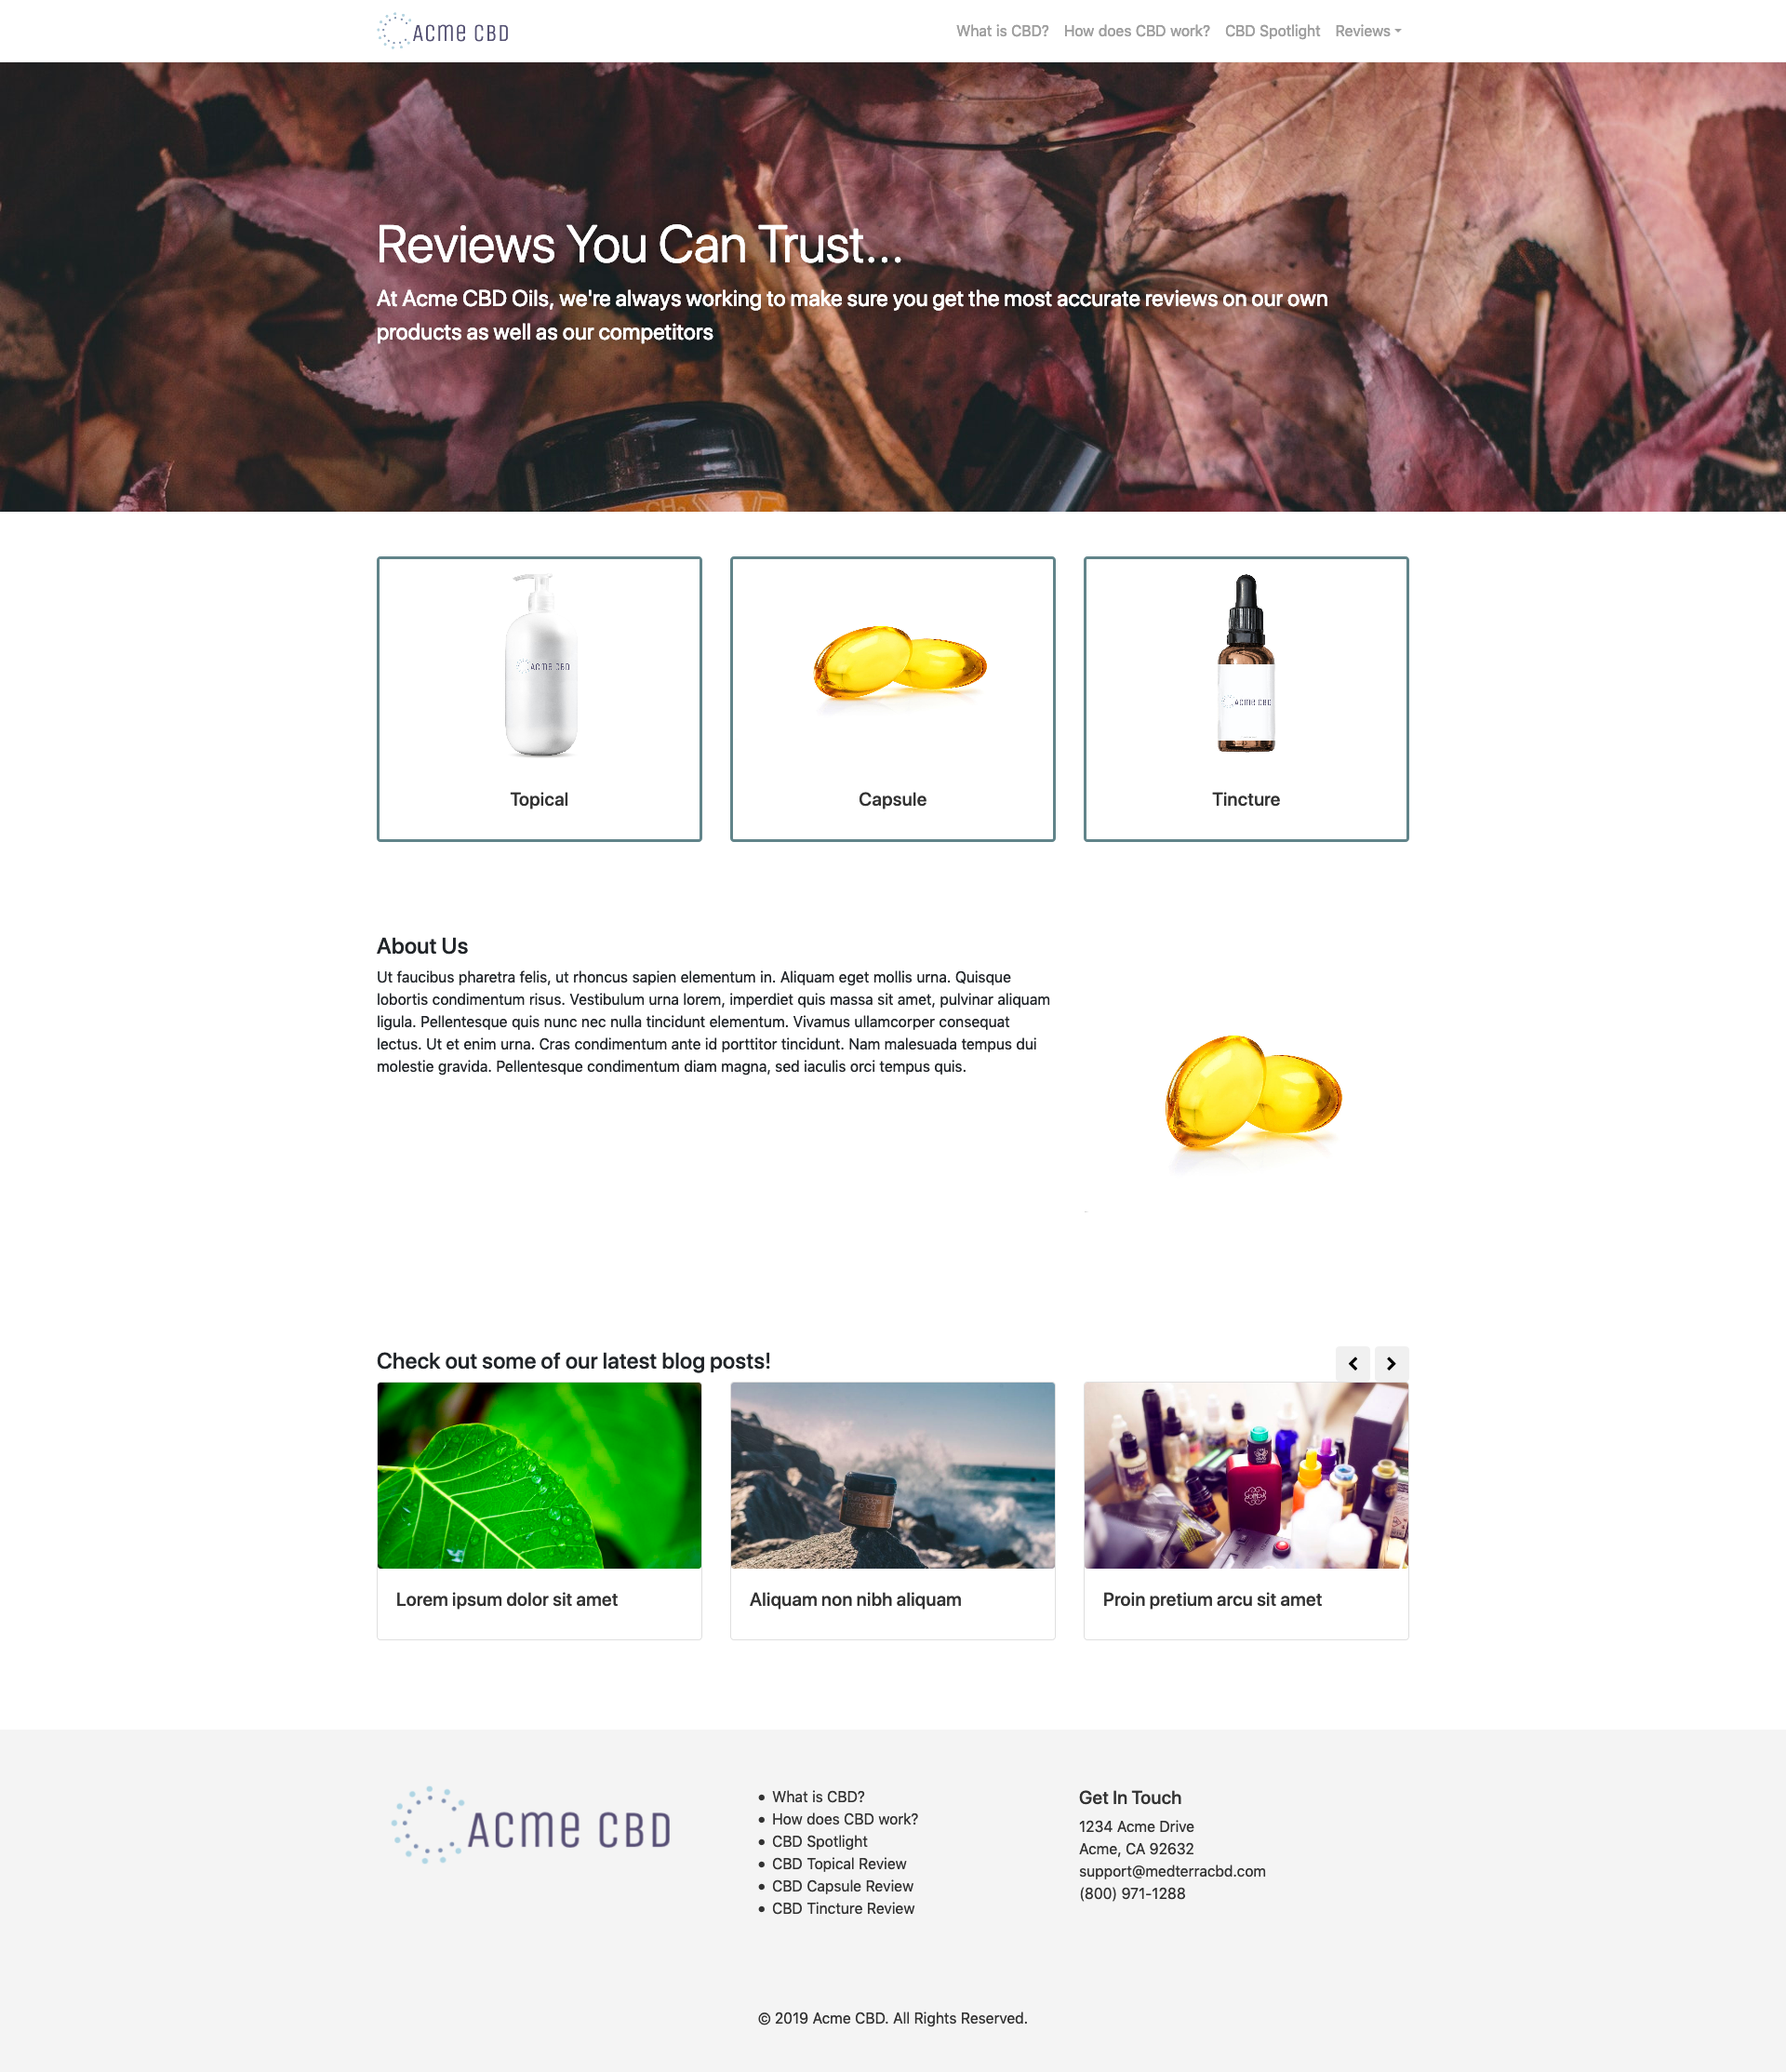 Acme CBD
What is CBD? How does CBD work? CBD Spotlight Reviews
Reviews You Can Trust...
At Acme CBD Oils, we're always working to make sure you get the most accurate reviews on our own
products as well as our competitors
CH₂
ACME CBD
ACME CBD
Topical
Capsule
Tincture
About Us
Ut faucibus pharetra felis, ut rhoncus sapien elementum in. Aliquam eget mollis urna. Quisque
lobortis condimentum risus. Vestibulum urna lorem, imperdiet quis massa sit amet, pulvinar aliquam
ligula. Pellentesque quis nunc nec nulla tincidunt elementum. Vivamus ullamcorper consequat
lectus. Ut et enim urna. Cras condimentum ante id porttitor tincidunt. Nam malesuada tempus dui
molestie gravida. Pellentesque condimentum diam magna, sed iaculis orci tempus quis.
Check out some of our latest blog posts!
Lorem ipsum dolor sit amet
Aliquam non nibh aliquam
Proin pretium arcu sit amet
Acme CBD
What is CBD?
How does CBD work?
CBD Spotlight
CBD Topical Review
CBD Capsule Review
CBD Tincture Review
Get In Touch
1234 Acme Drive
Acme, CA 92632
support@medterracbd.com
(800) 971-1288
© 2019 Acme CBD. All Rights Reserved.